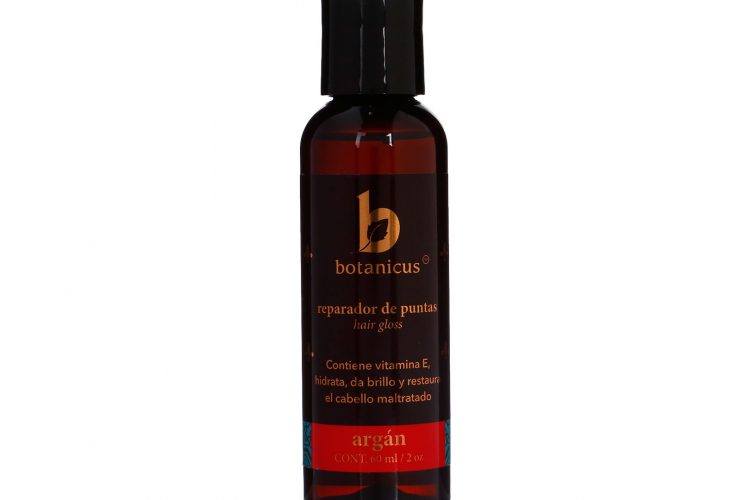 b
botanicus
reparador de puntas
hair gloss
Contiene vitamina E,
hidrata, da brillo y restaura
el cabello maltratado
argán
CONT. 60 ml / 2 oz